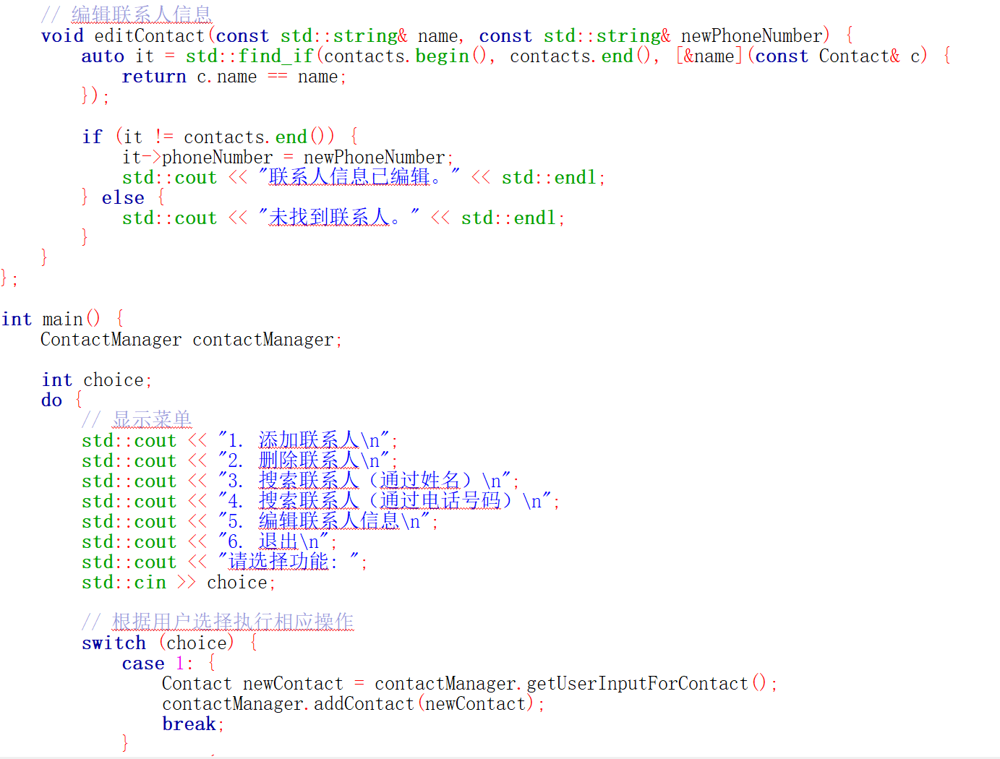 // 编辑联系人信息
void editContact(const std::string& name, const std::string& newPhoneNumber) {
auto it = std::find_if(contacts.begin(), contacts.end(), [&name](const Contact& c) {
return c.name == name;
});
if (it != contacts.end()) {
it->phoneNumber = newPhoneNumber;
std::cout << "联系人信息已编辑。" << std::endl;
} else {
std::cout << "未找到联系人。" << std::endl;
}
}
};
int main() {
ContactManager contactManager;
int choice;
do {
// 显示菜单
std::cout << "1. 添加联系人\n";
std::cout << "2. 删除联系人\n";
std::cout << "3. 搜索联系人（通过姓名）\n";
std::cout << "4. 搜索联系人（通过电话号码）\n";
std::cout << "5. 编辑联系人信息\n";
std::cout << "6. 退出\n";
std::cout << "请选择功能: ";
std::cin >> choice;
// 根据用户选择执行相应操作
switch (choice) {
case 1: {
Contact newContact = contactManager.getUserInputForContact();
contactManager.addContact(newContact);
break;
}